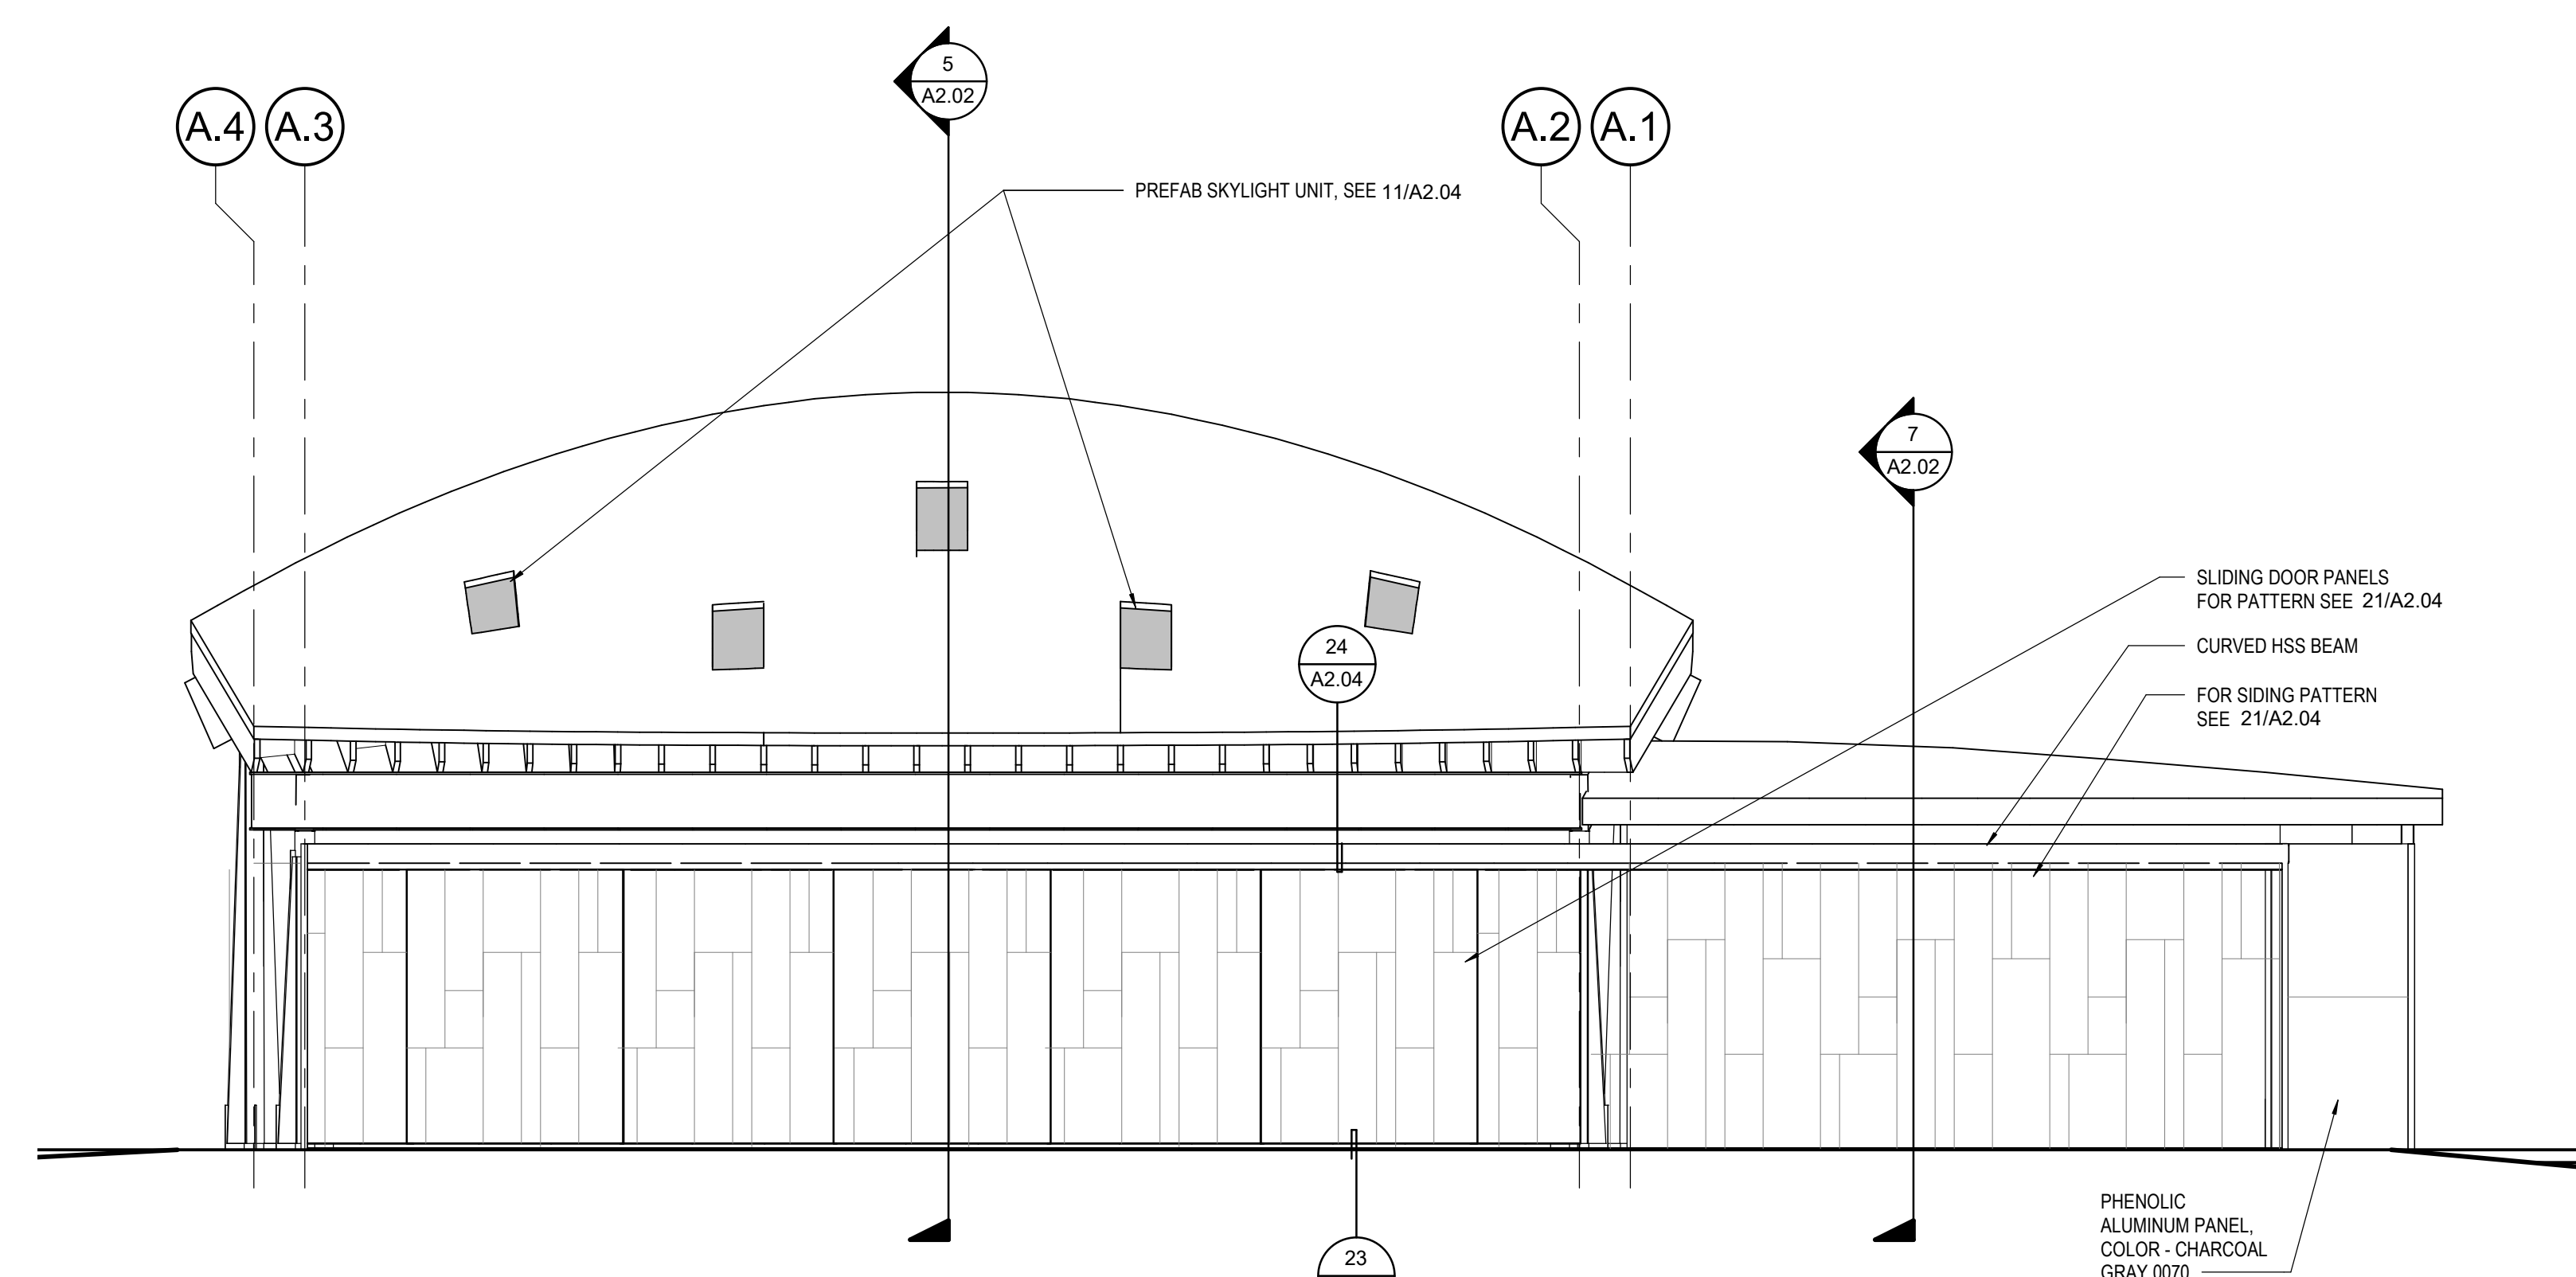 5
A2.02
A.4
A.3
A.2
A.1
PREFAB SKYLIGHT UNIT, SEE 11/A2.04
7
A2.02
SLIDING DOOR PANELS
FOR PATTERN SEE 21/A2.04
24
A2.04
CURVED HSS BEAM
FOR SIDING PATTERN
SEE 21/A2.04
PHENOLIC
ALUMINUM PANEL,
COLOR - CHARCOAL
GRAY 0070
23